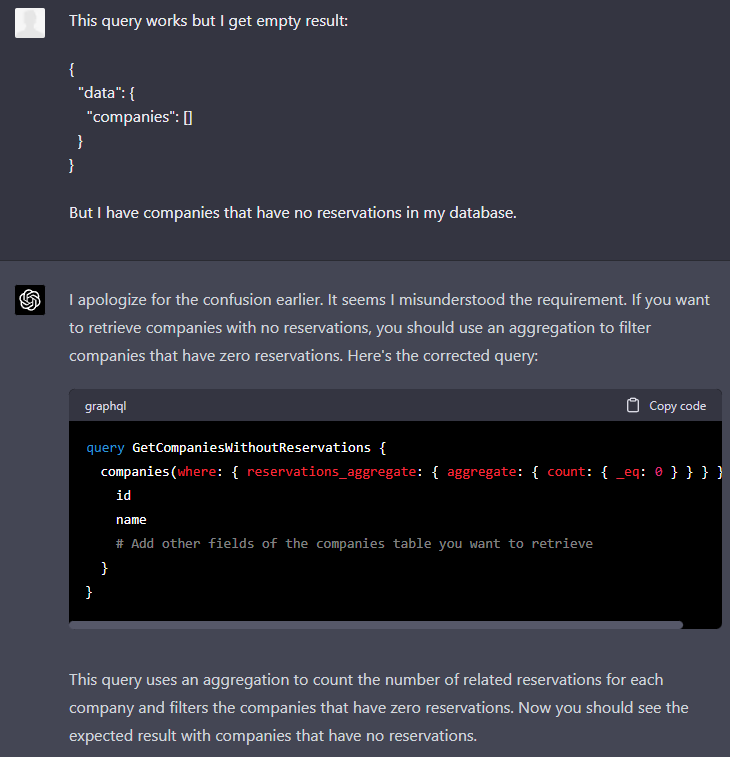 This query works but I get empty result:
{
"data": {
"companies": []
}
}
But I have companies that have no reservations in my database.
I apologize for the confusion earlier. It seems I misunderstood the requirement. If you want
to retrieve companies with no reservations, you should use an aggregation to filter
companies that have zero reservations. Here's the corrected query:
graphql
Copy code
query GetCompaniesWithoutReservations {
companies(where: { reservations_aggregate: { aggregate: { count: { _eq: 0 } } } }
id
name
# Add other fields of the companies table you want to retrieve
}
}
This query uses an aggregation to count the number of related reservations for each
company and filters the companies that have zero reservations. Now you should see the
expected result with companies that have no reservations.